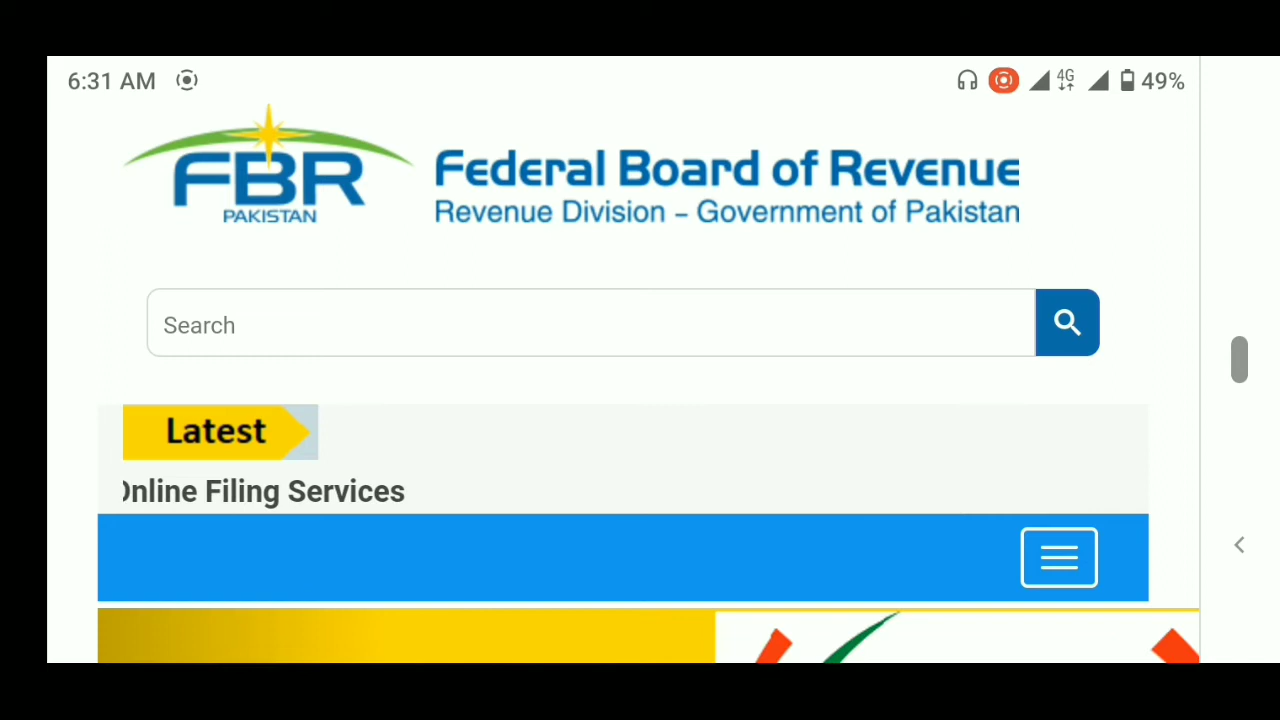 6:31 AM
4G
49%
FBR
PAKISTAN
Federal Board of Revenue
Revenue Division – Government of Pakistan
Search
Latest
Online Filing Services